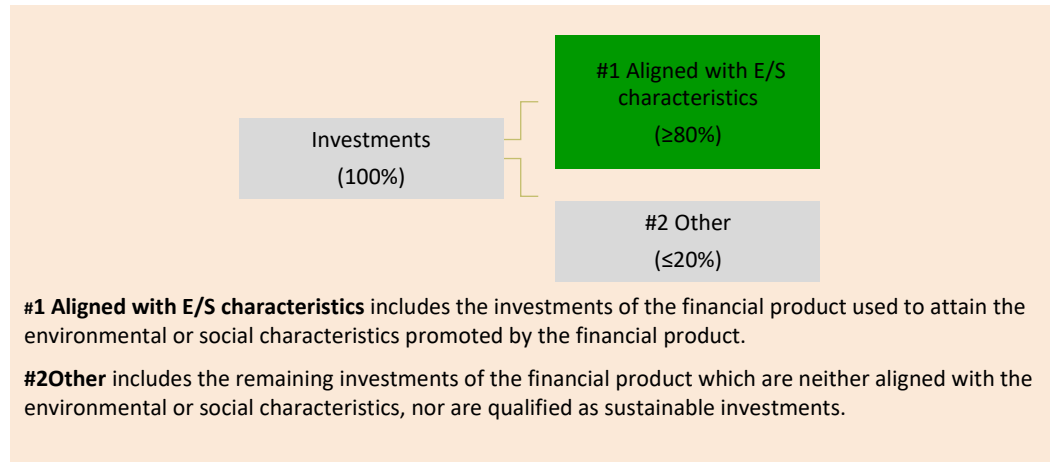 #1 Aligned with E/S
characteristics
(≥80%)
Investments
(100%)
#2 Other
(≤20%)
#1 Aligned with E/S characteristics includes the investments of the financial product used to attain the
environmental or social characteristics promoted by the financial product.
#2Other includes the remaining investments of the financial product which are neither aligned with the
environmental or social characteristics, nor are qualified as sustainable investments.